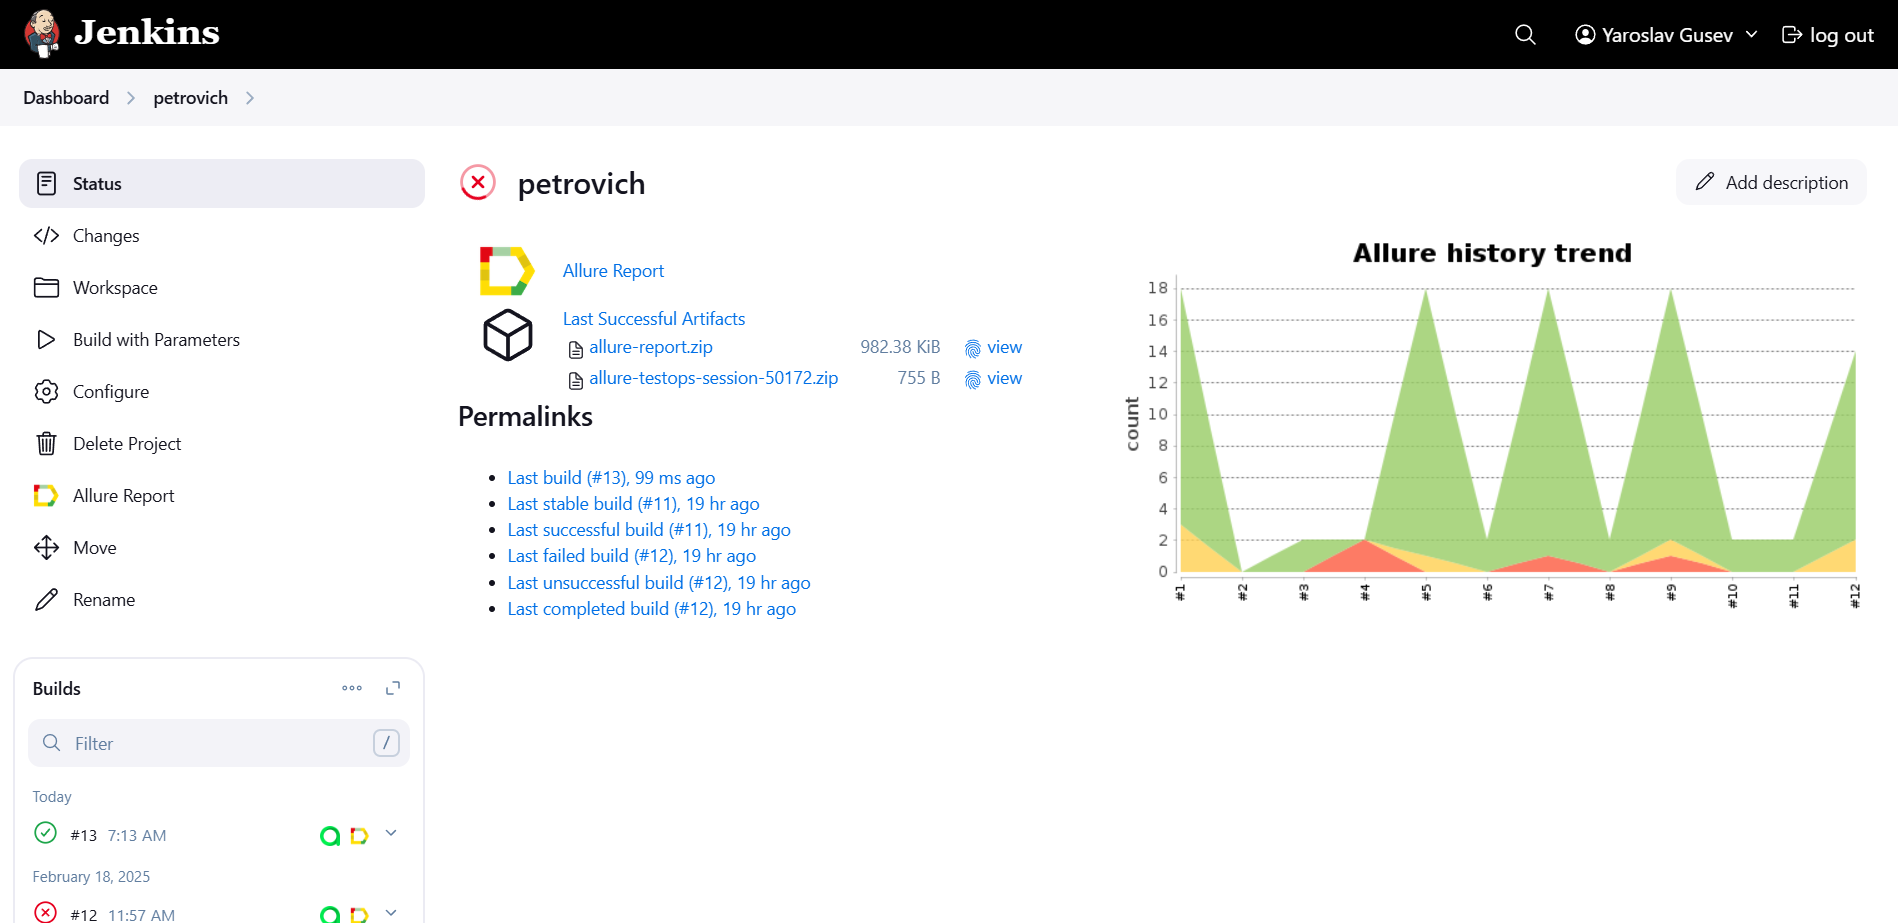 Jenkins
Yaroslav Gusev
log out
Dashboard
petrovich
Status
Changes
Workspace
Build with Parameters
Configure
Delete Project
Allure Report
Move
Rename
Builds
Filter
/
Today
#13 7:13 AM
February 18, 2025
#12 11:57 AM
petrovich
Add description
Allure Report
Last Successful Artifacts
allure-report.zip 982.38 KiB view
allure-testops-session-50172.zip 755 B view
Permalinks
Last build (#13), 99 ms ago
Last stable build (#11), 19 hr ago
Last successful build (#11), 19 hr ago
Last failed build (#12), 19 hr ago
Last unsuccessful build (#12), 19 hr ago
Last completed build (#12), 19 hr ago
Allure history trend
count
18
16
14
12
10
8
6
4
2
0
#1 #2 #3 #4 #5 #6 #7 #8 #9 #10 #11 #12